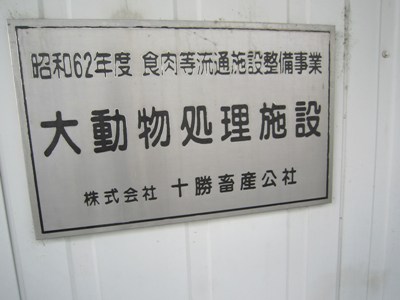 昭和62年度 食肉等流通施設整備事業
大動物処理施設
株式会社 十勝畜産公社